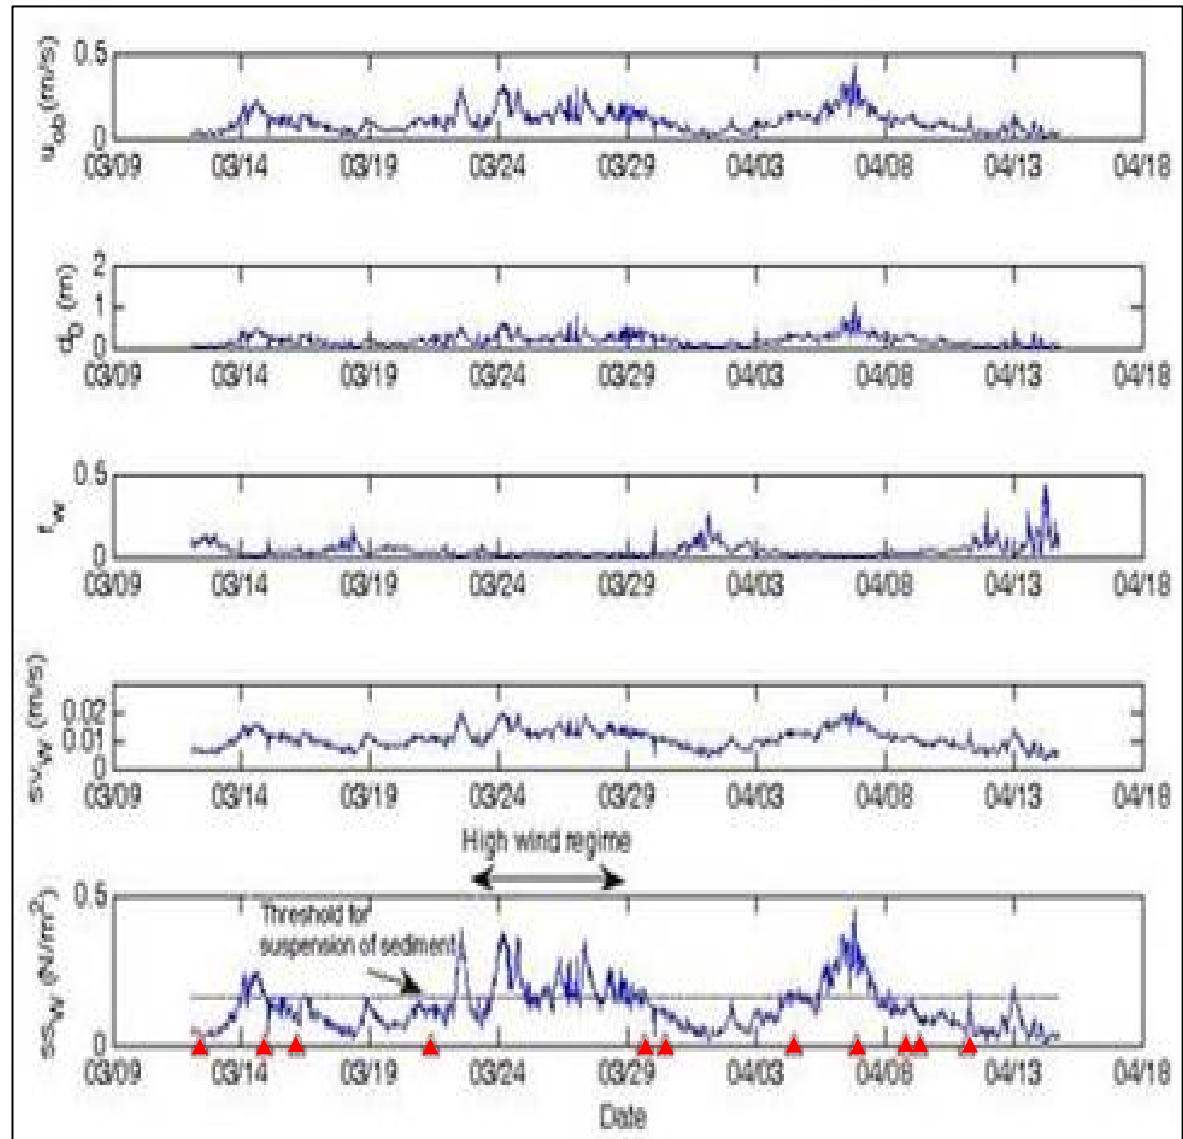 0.5
u_ob (m/s)
0
03/09 03/14 03/19 03/24 03/29 04/03 04/08 04/13 04/18
2
d_0 (m)
1
0
03/09 03/14 03/19 03/24 03/29 04/03 04/08 04/13 04/18
0.5
f_w
0
03/09 03/14 03/19 03/24 03/29 04/03 04/08 04/13 04/18
sv_w (m/s)
0.02
0.01
0
03/09 03/14 03/19 03/24 03/29 04/03 04/08 04/13 04/18
High wind regime
0.5
ss_w (N/m²)
Threshold for
suspension of sediment
0
03/09 03/14 03/19 03/24 03/29 04/03 04/08 04/13 04/18
Date